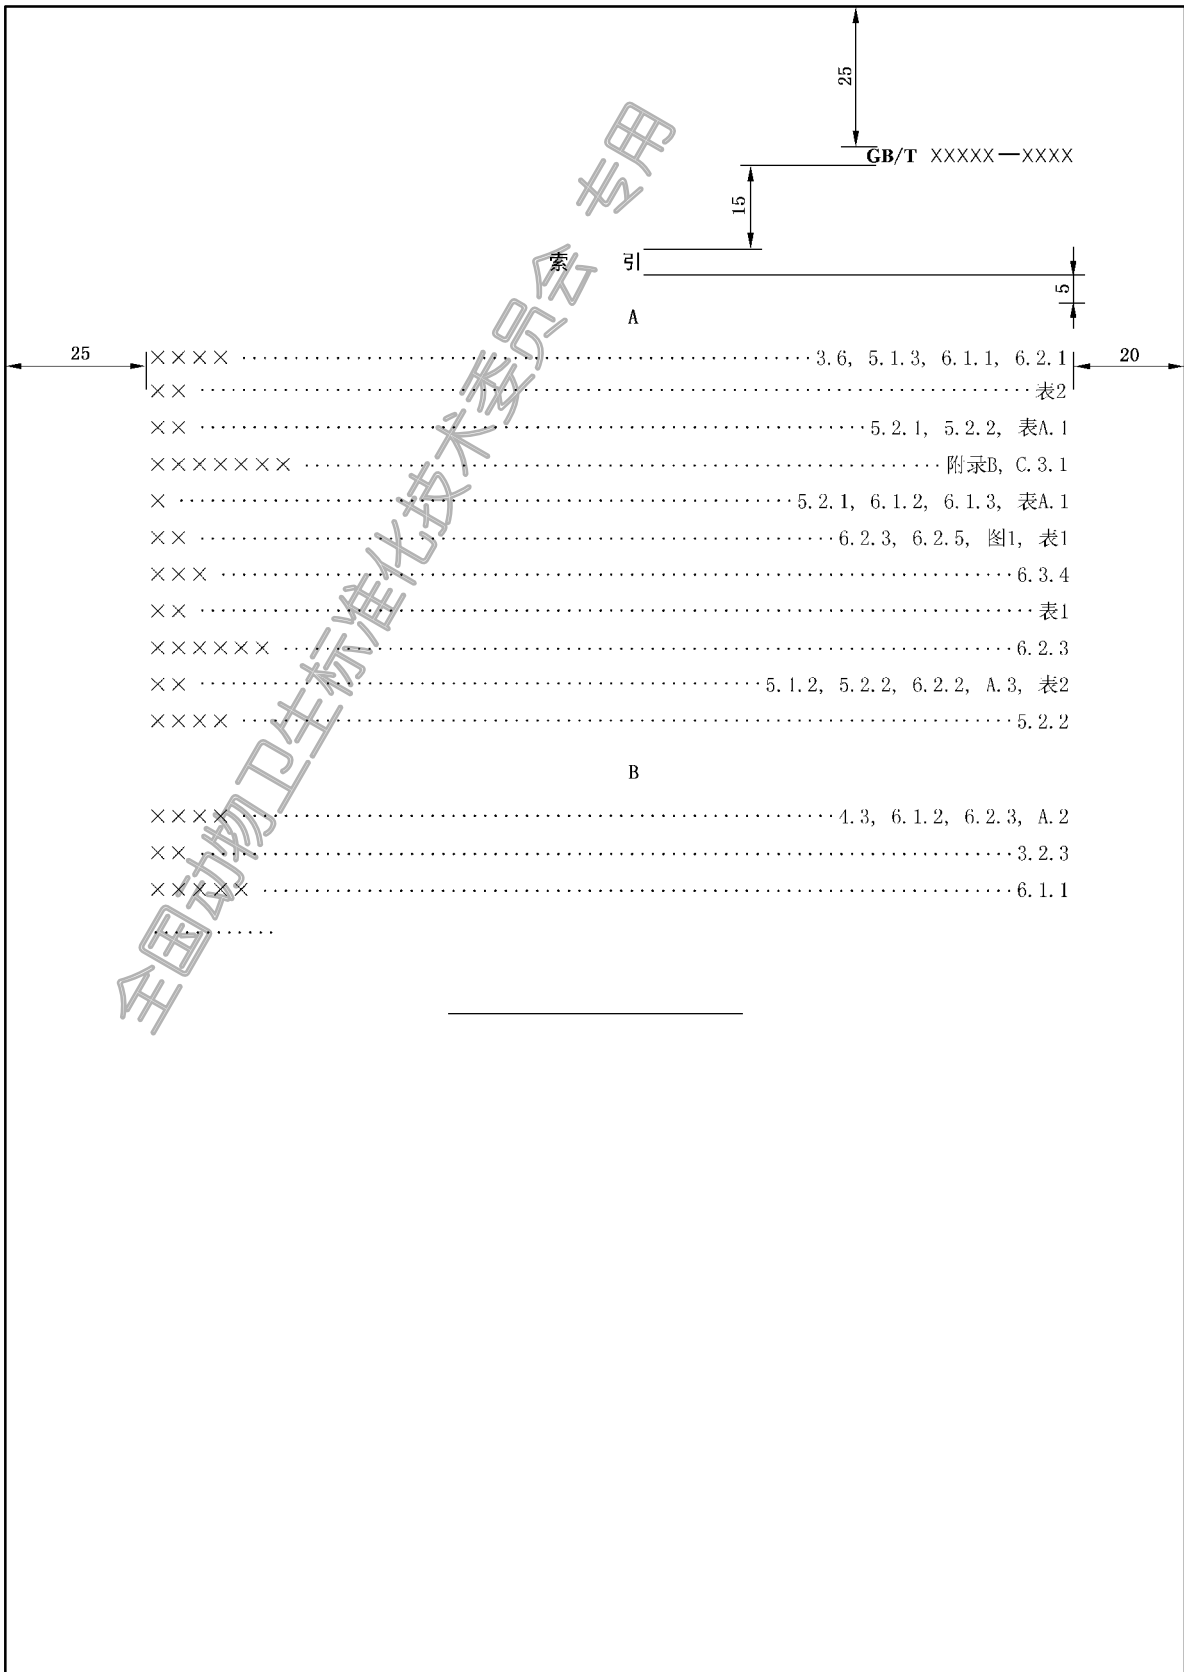 25
GB/T XXXXX—XXXX
15
索 引
5
A
25
××××········3.6, 5.1.3, 6.1.1, 6.2.1
20
××········表2
××········5.2.1, 5.2.2, 表A.1
×××××××········附录B, C.3.1
×········5.2.1, 6.1.2, 6.1.3, 表A.1
××········6.2.3, 6.2.5, 图1, 表1
×××········6.3.4
××········表1
××××××········6.2.3
××········5.1.2, 5.2.2, 6.2.2, A.3, 表2
××××········5.2.2
B
××××········4.3, 6.1.2, 6.2.3, A.2
××········3.2.3
×××××········6.1.1
············
全国动物卫生标准化技术委员会 专用